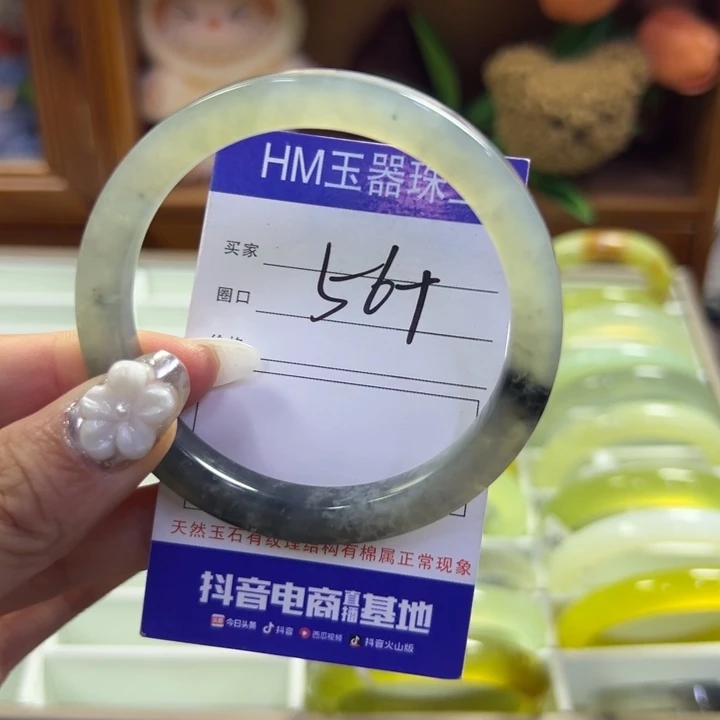 HM玉器珠
买家
圈口
56+
天然玉石有纹理结构有棉属正常现象
抖音电商直播基地
今日头条 抖音 西瓜视频 抖音火山版